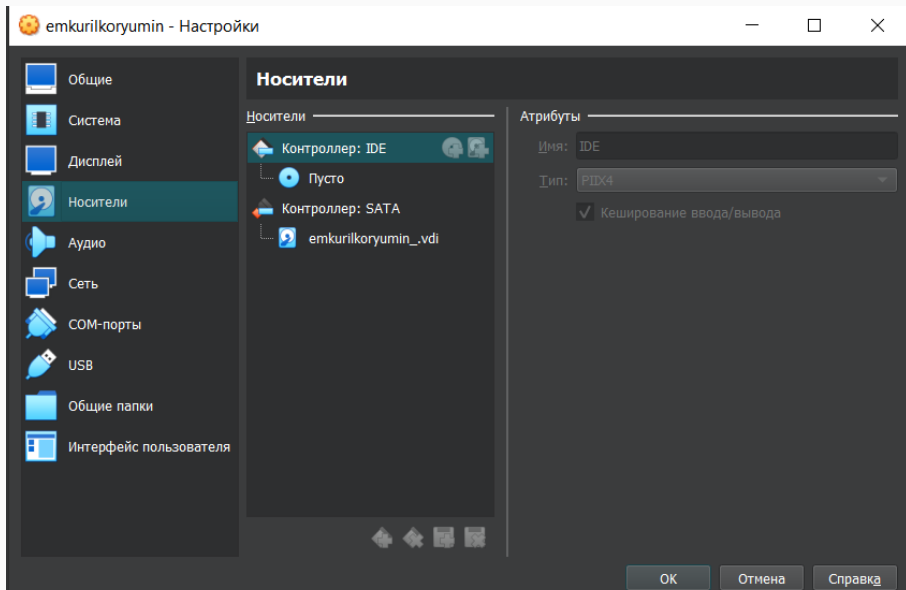 emkurilkoryumin - Настройки
Общие
Система
Дисплей
Носители
Аудио
Сеть
COM-порты
USB
Общие папки
Интерфейс пользователя
Носители
Носители
Контроллер: IDE
Пусто
Контроллер: SATA
emkurilkoryumin_.vdi
Атрибуты
Имя: IDE
Тип: PIIX4
Кеширование ввода/вывода
OK
Отмена
Справка